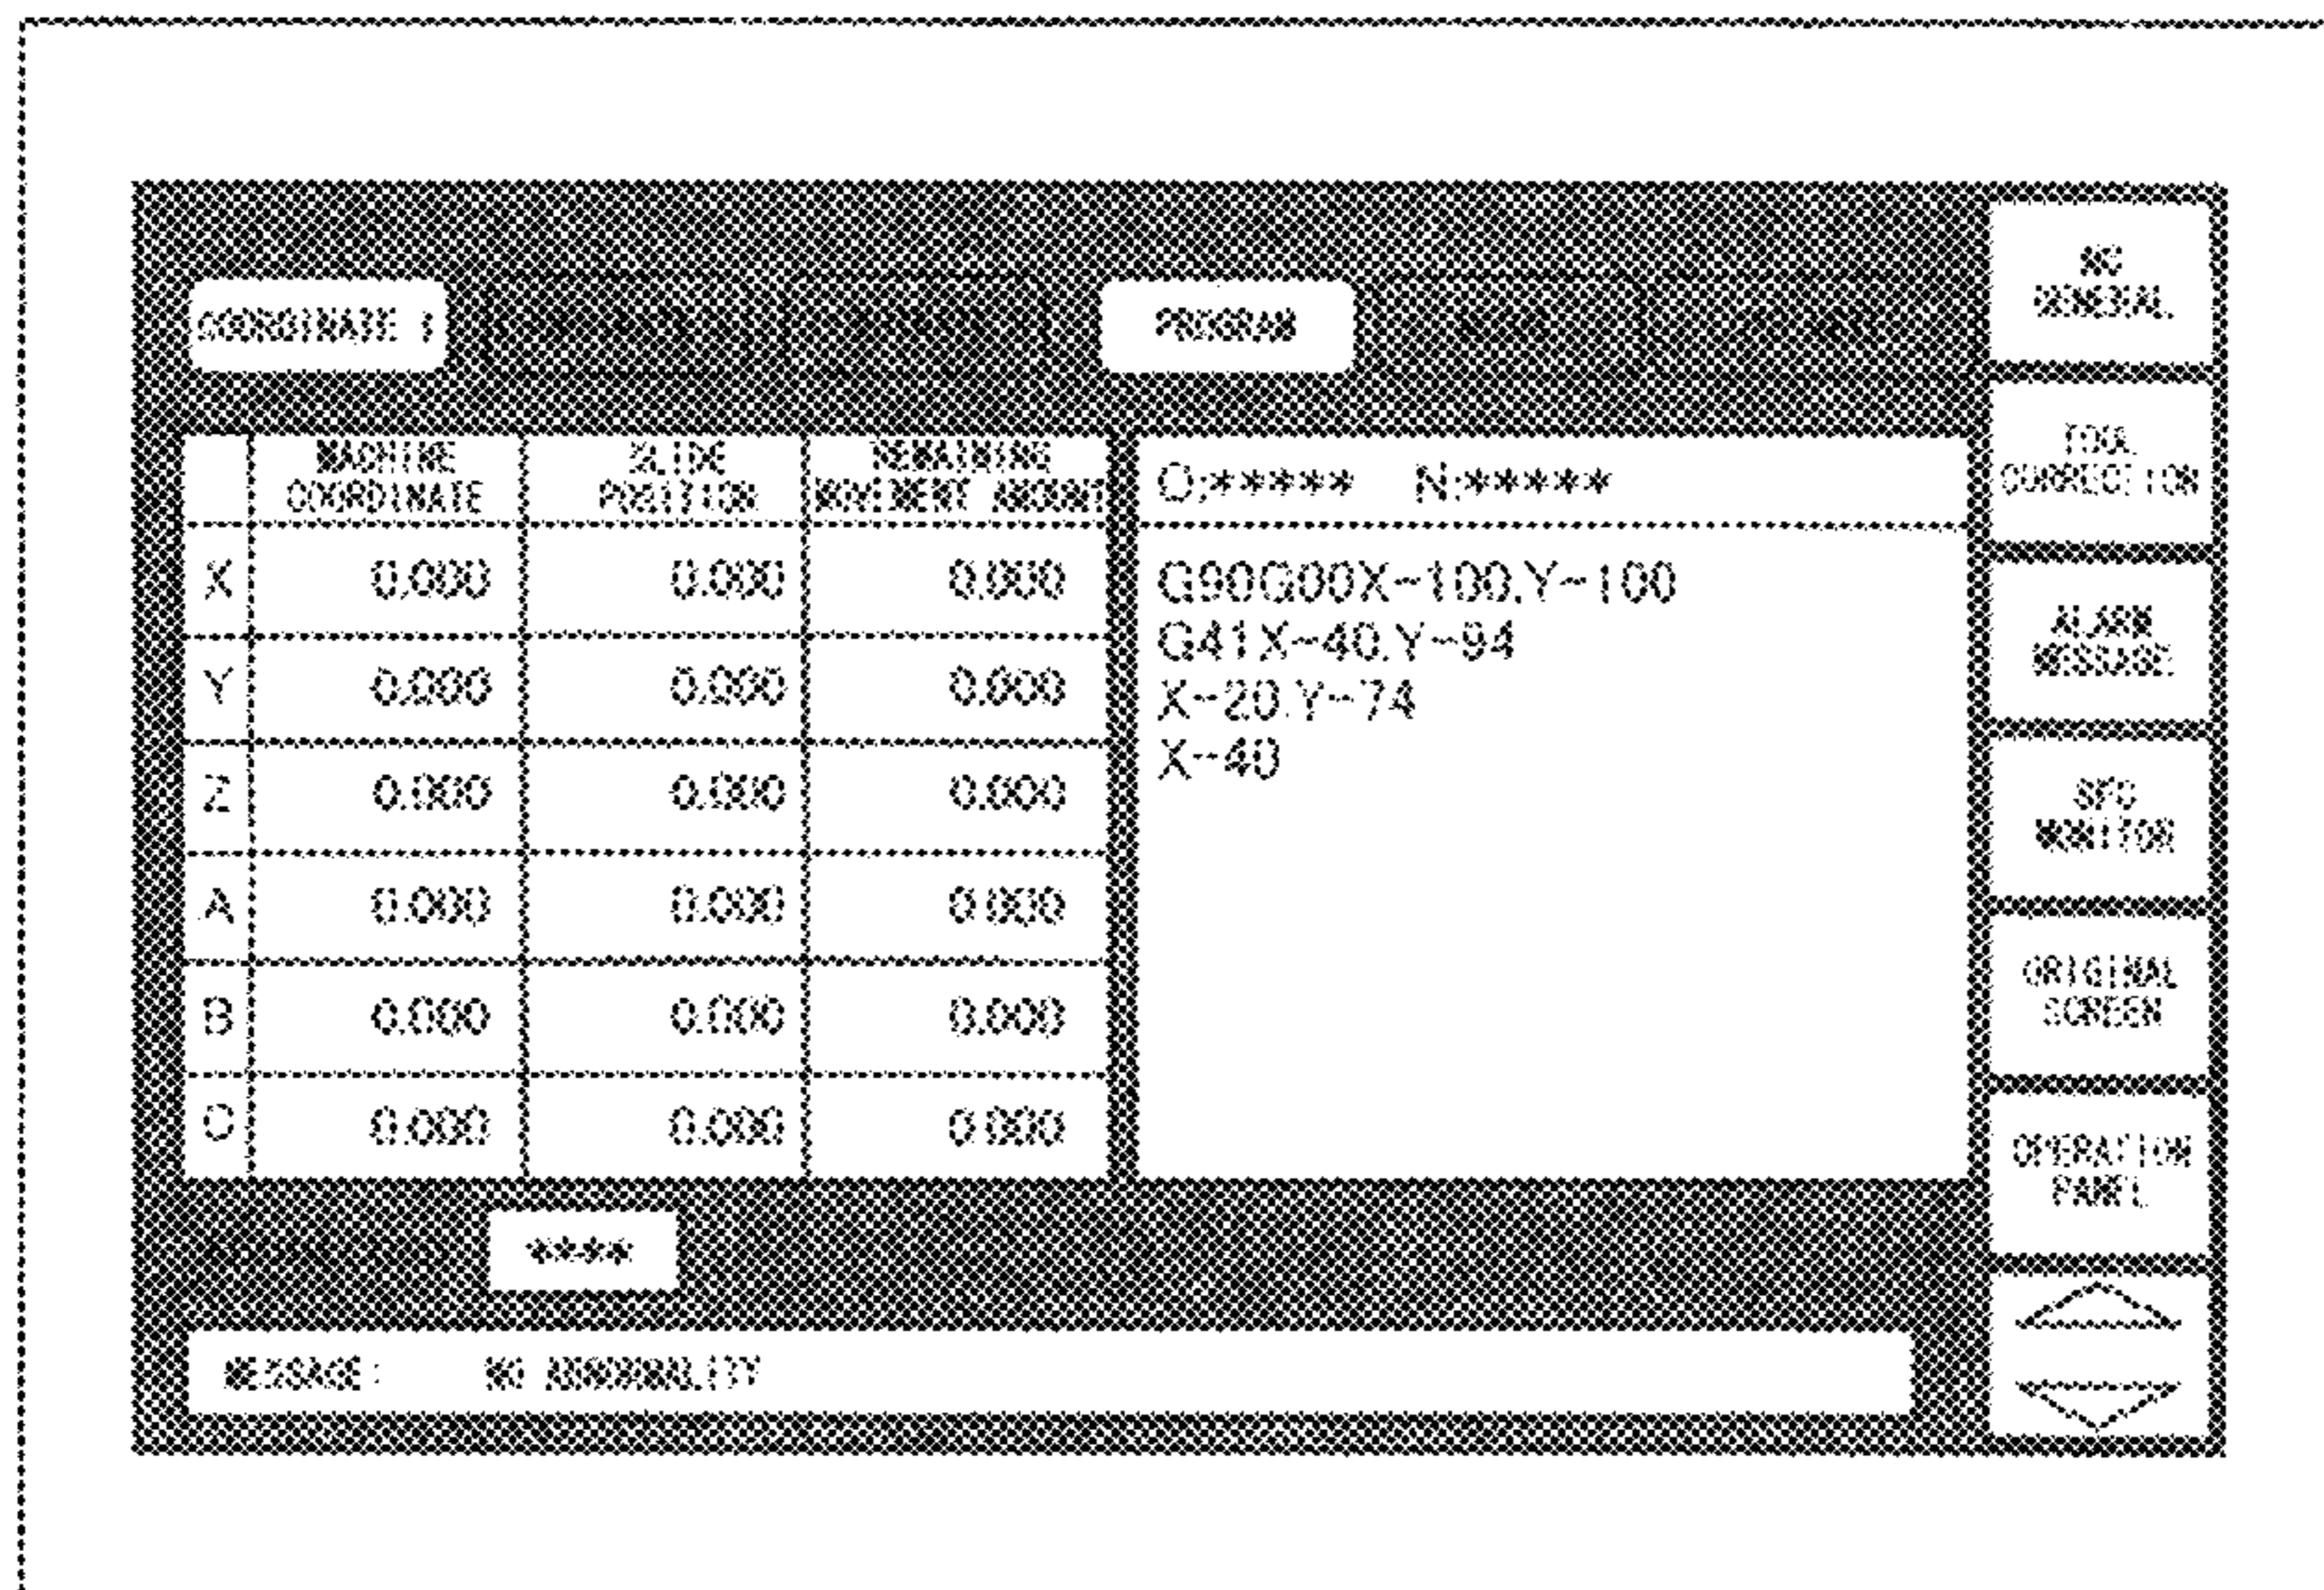 COORDINATE 1
PROGRAM
MACHINE COORDINATE
SLIDE POSITION
REMAINING MOVEMENT AMOUNT
X 0.000 0.000 0.000
Y 0.000 0.000 0.000
Z 0.000 0.000 0.000
A 0.000 0.000 0.000
B 0.000 0.000 0.000
C 0.000 0.000 0.000
O;***** N;*****
G90G00X-100.Y-100
G41X-40.Y-94
X-20.Y-74
X-40
****
MESSAGE: NO ABNORMALITY
NC
GENERAL
TOOL
CORRECTION
ALARM
MESSAGE
SFC
MONITOR
ORIGINAL
SCREEN
OPERATION
PANEL